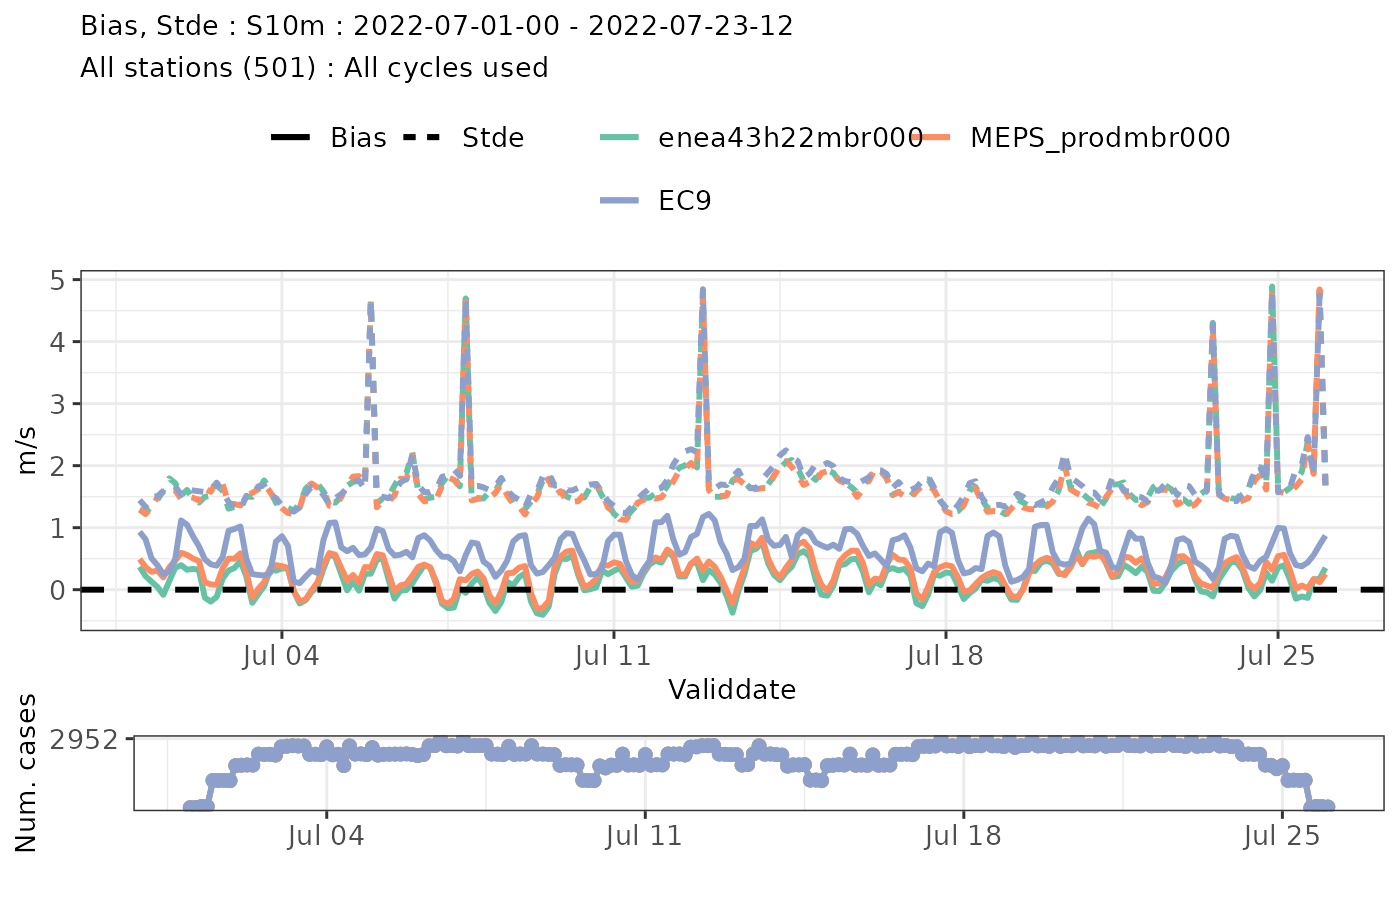 Bias, Stde : S10m : 2022-07-01-00 - 2022-07-23-12
All stations (501) : All cycles used
Bias Stde enea43h22mbr000 MEPS_prodmbr000
EC9
5
4
3
2
1
0
m/s
Jul 04 Jul 11 Jul 18 Jul 25
Validdate
2952
Num. cases
Jul 04 Jul 11 Jul 18 Jul 25